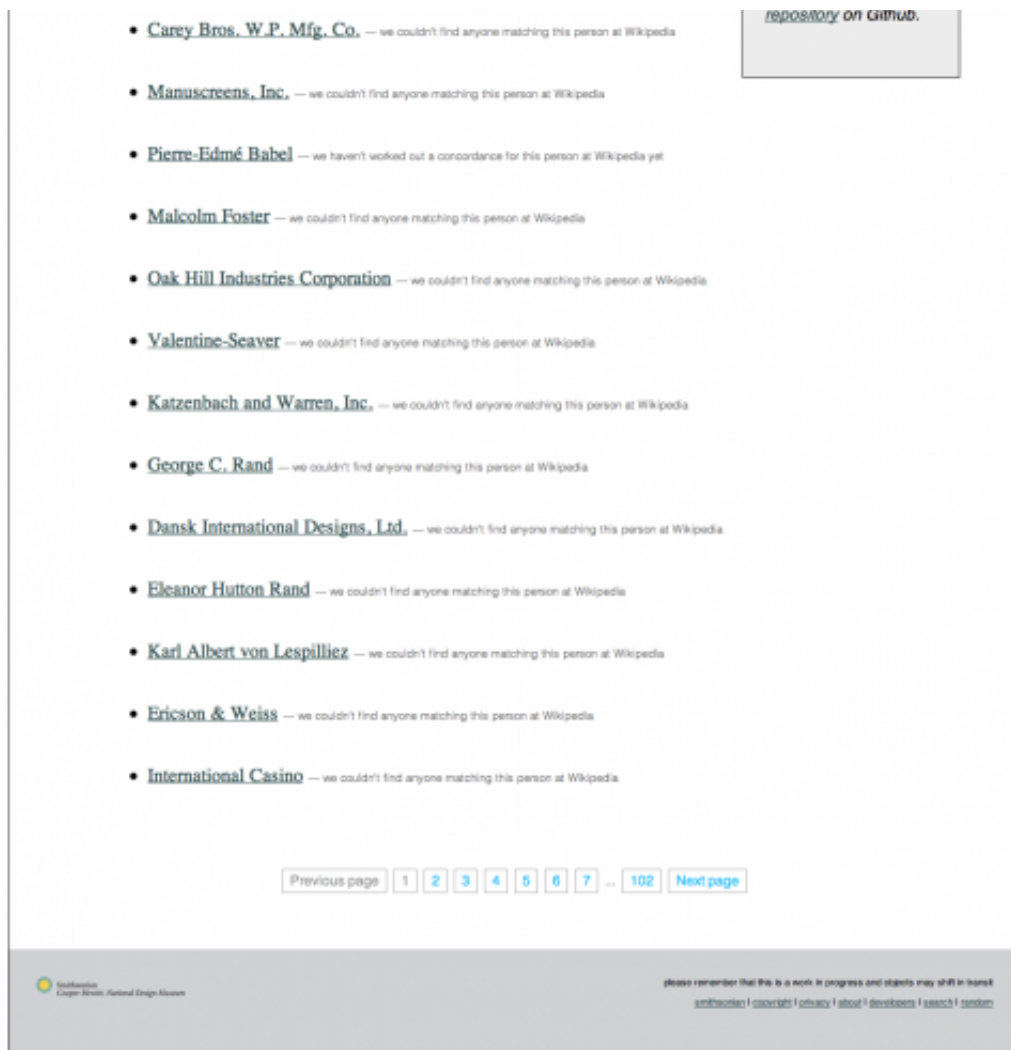 repository on Github.
Carey Bros. W.P. Mfg. Co. — we couldn't find anyone matching this person at Wikipedia
Manuscreens, Inc. — we couldn't find anyone matching this person at Wikipedia
Pierre-Edmé Babel — we haven't worked out a concordance for this person at Wikipedia yet
Malcolm Foster — we couldn't find anyone matching this person at Wikipedia
Oak Hill Industries Corporation — we couldn't find anyone matching this person at Wikipedia
Valentine-Seaver — we couldn't find anyone matching this person at Wikipedia
Katzenbach and Warren, Inc. — we couldn't find anyone matching this person at Wikipedia
George C. Rand — we couldn't find anyone matching this person at Wikipedia
Dansk International Designs, Ltd. — we couldn't find anyone matching this person at Wikipedia
Eleanor Hutton Rand — we couldn't find anyone matching this person at Wikipedia
Karl Albert von Lespilliez — we couldn't find anyone matching this person at Wikipedia
Ericson & Weiss — we couldn't find anyone matching this person at Wikipedia
International Casino — we couldn't find anyone matching this person at Wikipedia
Previous page 1 2 3 4 5 6 7 ... 102 Next page
Smithsonian
Cooper-Hewitt, National Design Museum
please remember that this is a work in progress and objects may shift in transit
smithsonian | copyright | privacy | about | developers | search | random